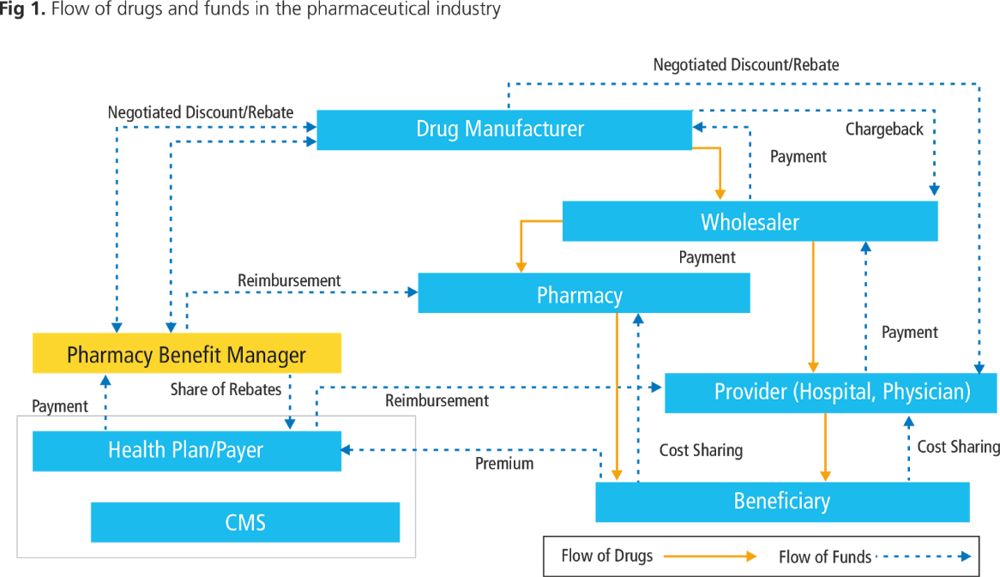 Fig 1. Flow of drugs and funds in the pharmaceutical industry
Negotiated Discount/Rebate
Negotiated Discount/Rebate
Drug Manufacturer
Chargeback
Payment
Wholesaler
Payment
Reimbursement
Pharmacy
Payment
Pharmacy Benefit Manager
Share of Rebates
Payment
Reimbursement
Provider (Hospital, Physician)
Health Plan/Payer
Premium
Cost Sharing
Cost Sharing
Beneficiary
CMS
Flow of Drugs
Flow of Funds